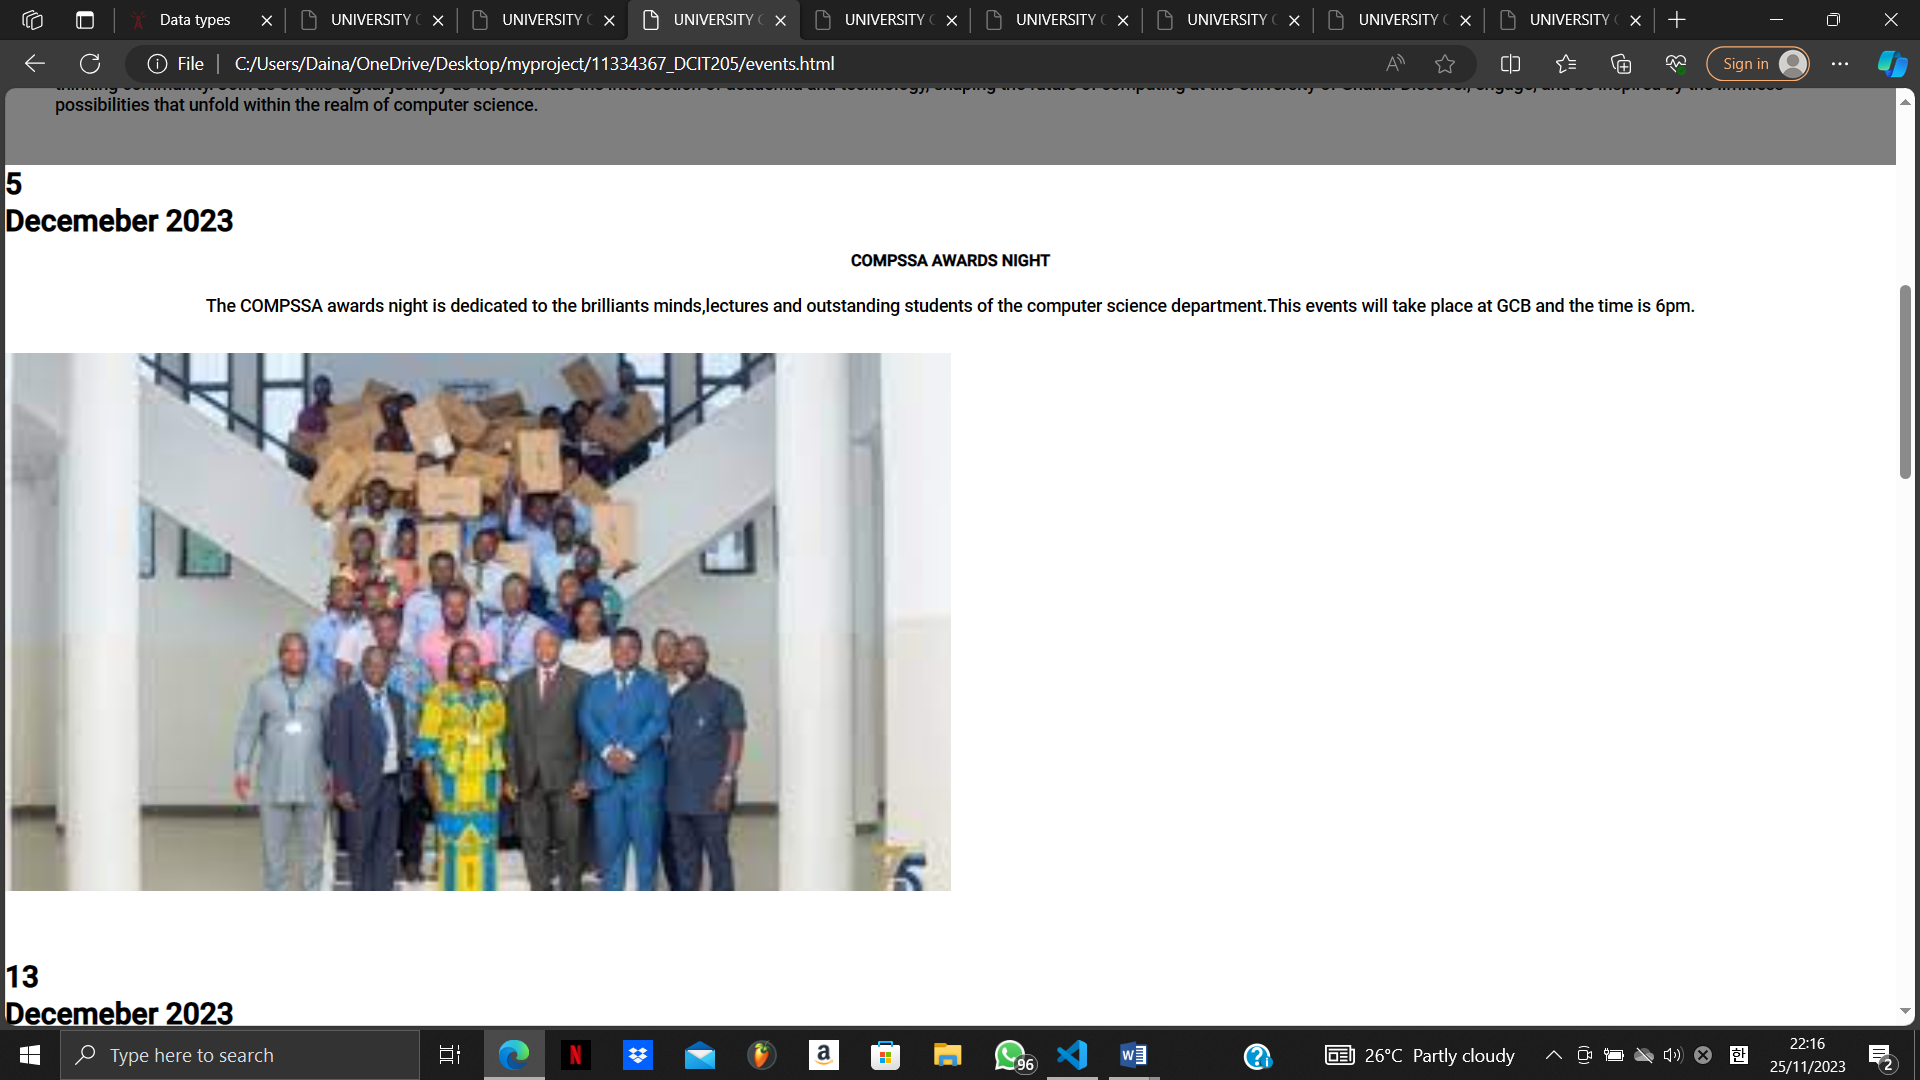 Data types
UNIVERSITY
UNIVERSITY
UNIVERSITY
UNIVERSITY
UNIVERSITY
UNIVERSITY
UNIVERSITY
UNIVERSITY
File
C:/Users/Daina/OneDrive/Desktop/myproject/11334367_DCIT205/events.html
Sign in
possibilities that unfold within the realm of computer science.
5
Decemeber 2023
COMPSSA AWARDS NIGHT
The COMPSSA awards night is dedicated to the brilliants minds,lectures and outstanding students of the computer science department.This events will take place at GCB and the time is 6pm.
13
Decemeber 2023
Type here to search
96
26°C Partly cloudy
한
22:16
25/11/2023
2